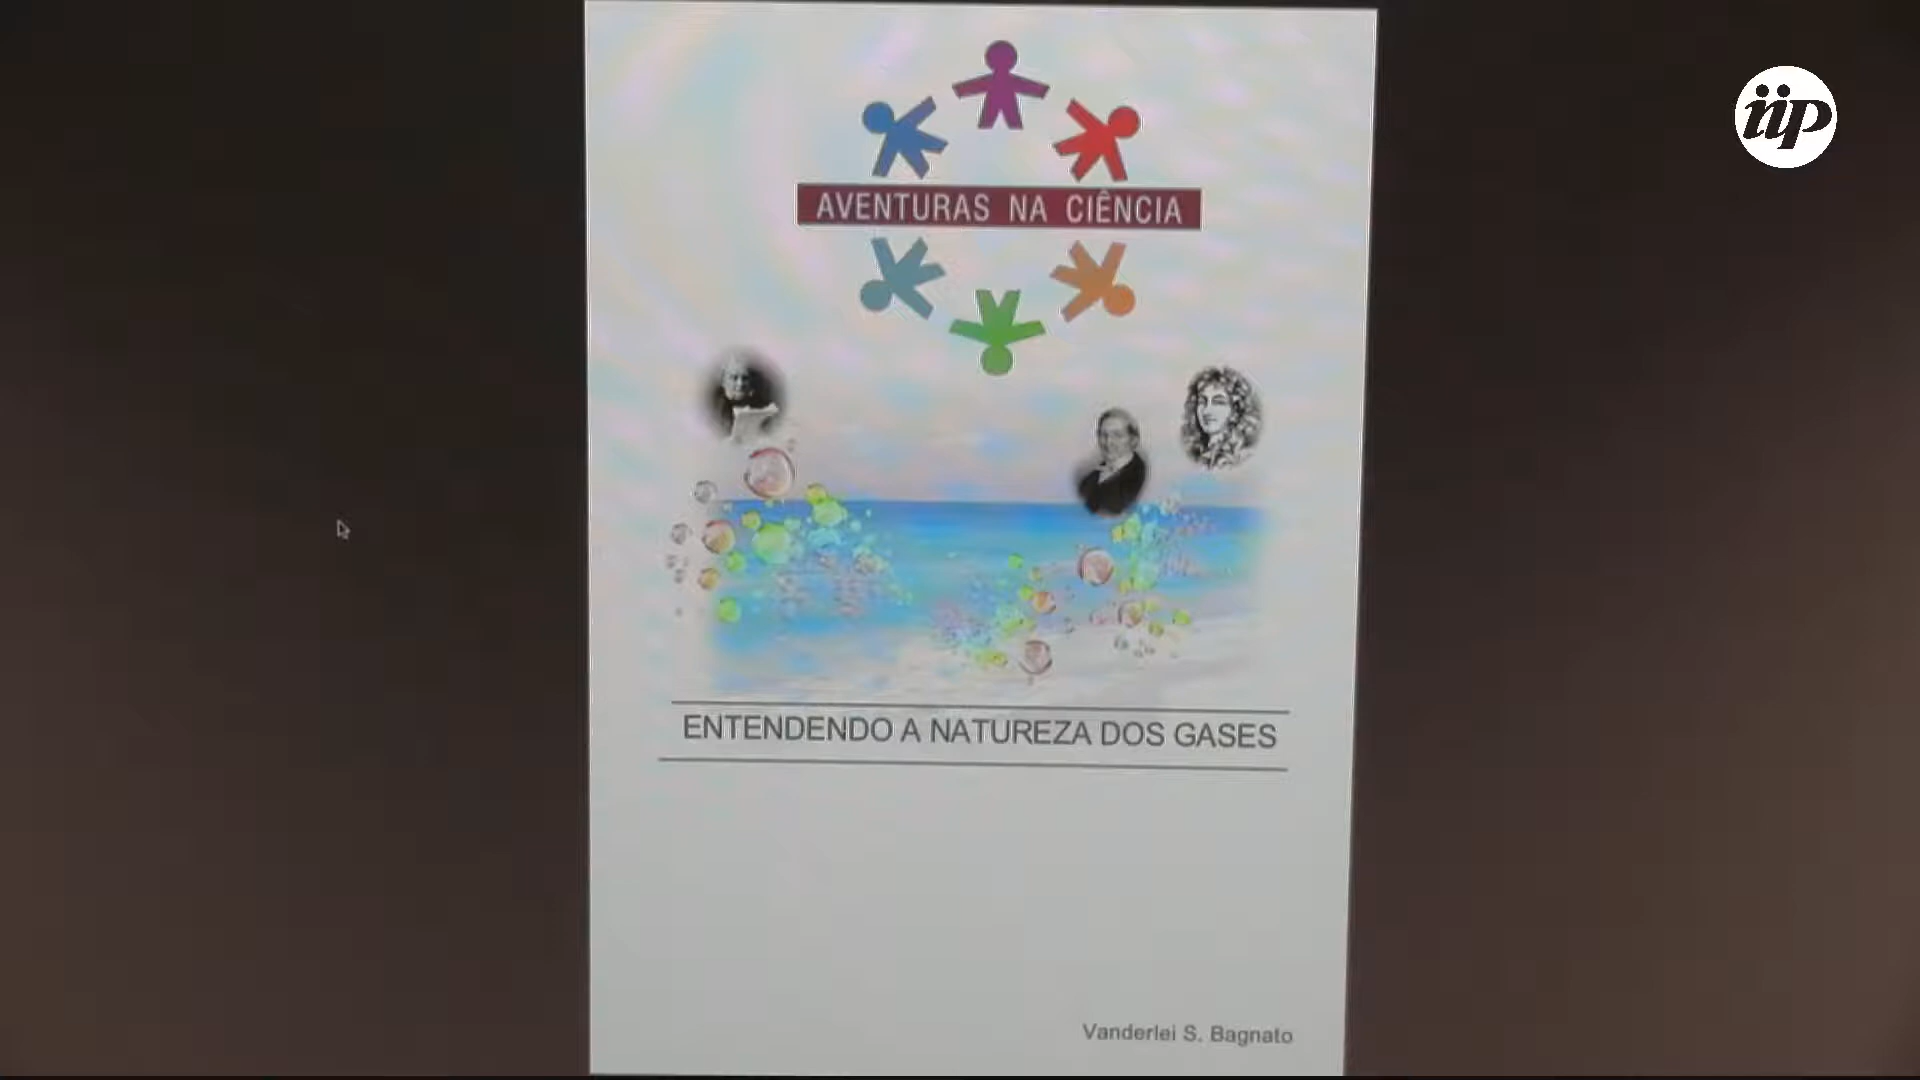 iip
AVENTURAS NA CIÊNCIA
ENTENDENDO A NATUREZA DOS GASES
Vanderlei S. Bagnato